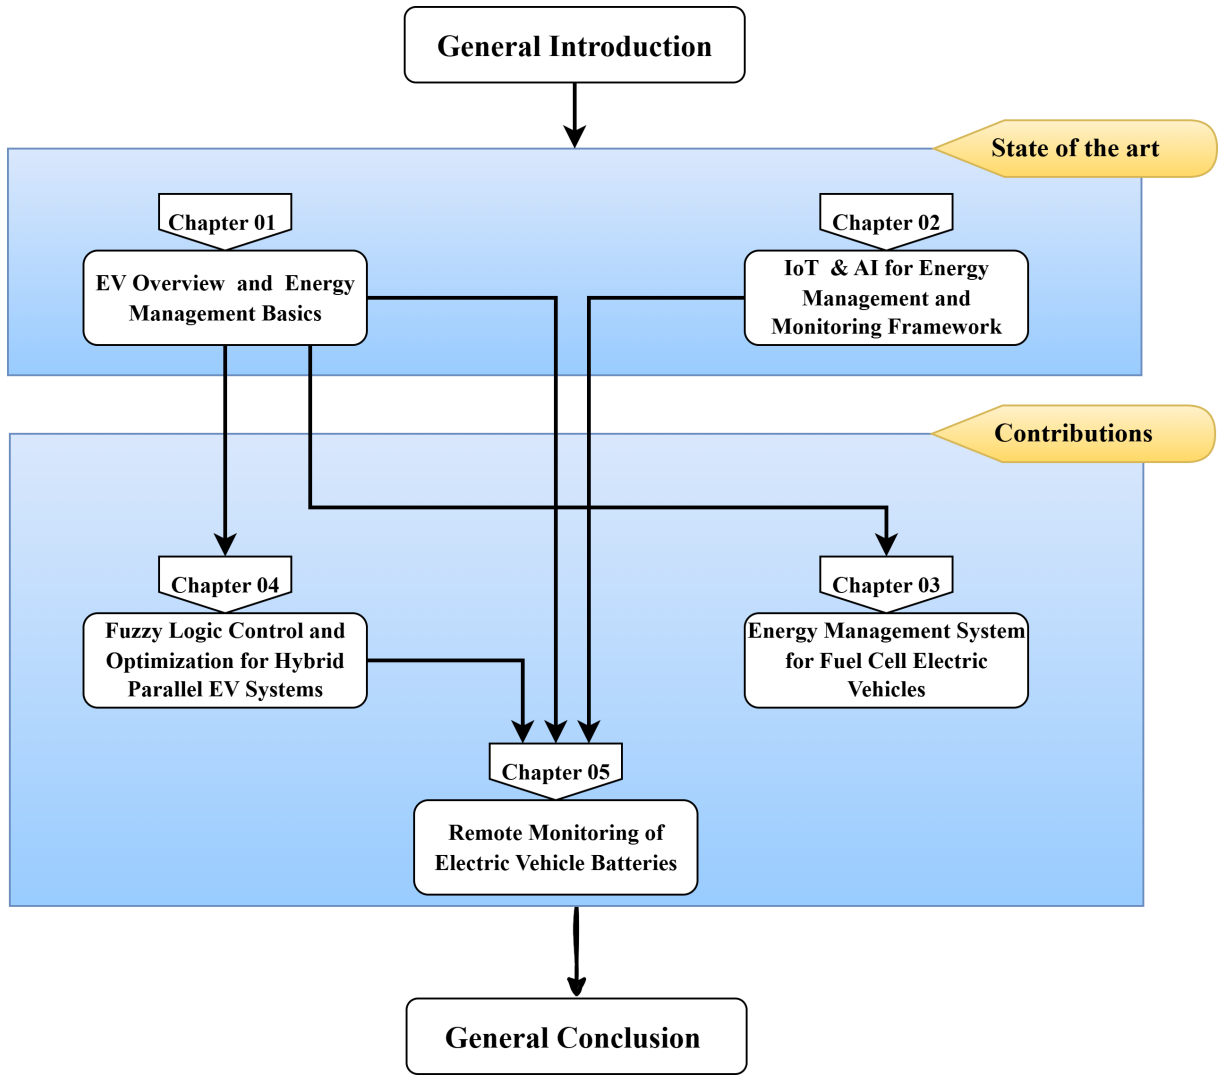 General Introduction
State of the art
Chapter 01
EV Overview and Energy
Management Basics
Chapter 02
IoT & AI for Energy
Management and
Monitoring Framework
Contributions
Chapter 04
Fuzzy Logic Control and
Optimization for Hybrid
Parallel EV Systems
Chapter 03
Energy Management System
for Fuel Cell Electric
Vehicles
Chapter 05
Remote Monitoring of
Electric Vehicle Batteries
General Conclusion